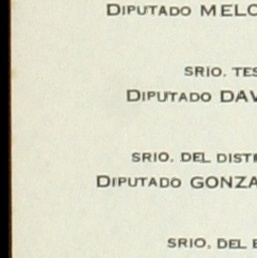 DIPUTADO MELC
SRIO. TES
DIPUTADO DAV
SRIO. DEL DISTR
DIPUTADO GONZA
SRIO. DEL E